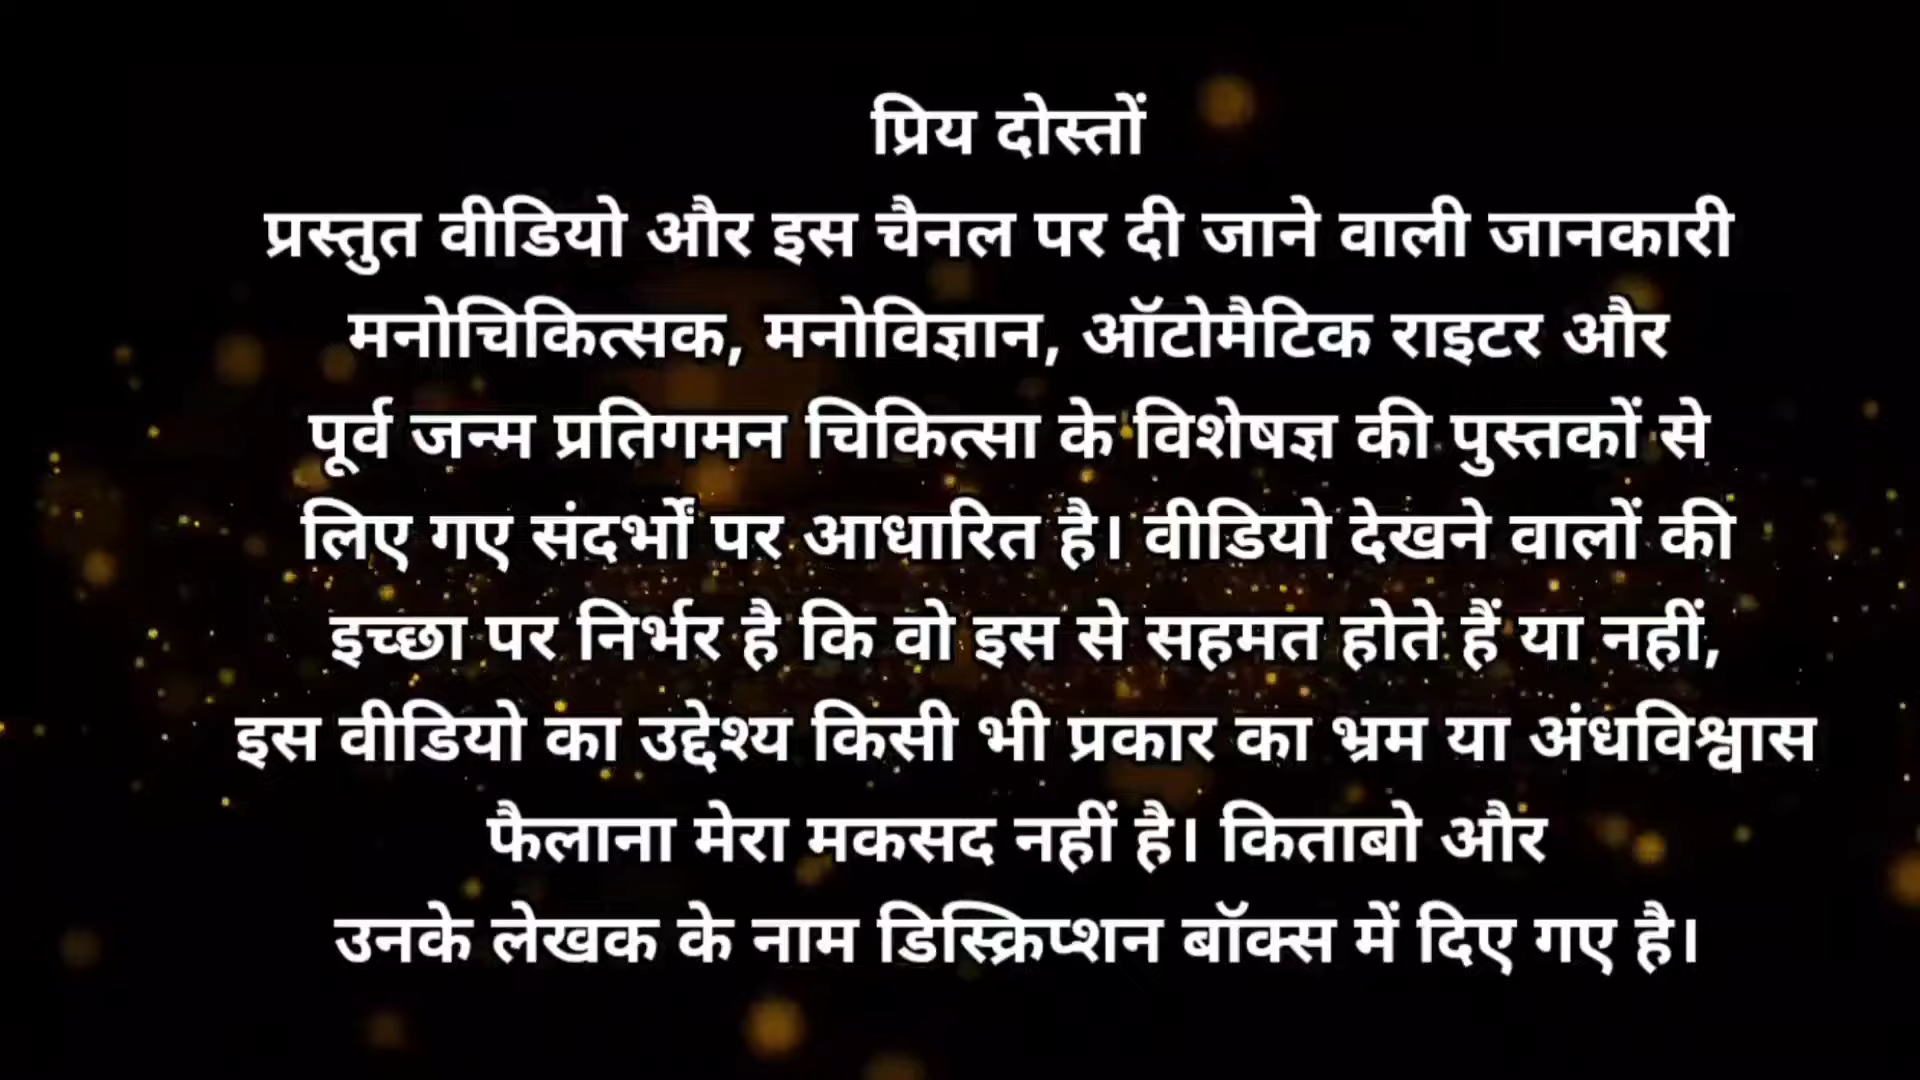 प्रिय दोस्तों
प्रस्तुत वीडियो और इस चैनल पर दी जाने वाली जानकारी
मनोचिकित्सक, मनोविज्ञान, ऑटोमैटिक राइटर और
पूर्व जन्म प्रतिगमन चिकित्सा के विशेषज्ञ की पुस्तकों से
लिए गए संदर्भों पर आधारित है। वीडियो देखने वालों की
इच्छा पर निर्भर है कि वो इस से सहमत होते हैं या नहीं,
इस वीडियो का उद्देश्य किसी भी प्रकार का भ्रम या अंधविश्वास
फैलाना मेरा मकसद नहीं है। किताबो और
उनके लेखक के नाम डिस्क्रिप्शन बॉक्स में दिए गए है।